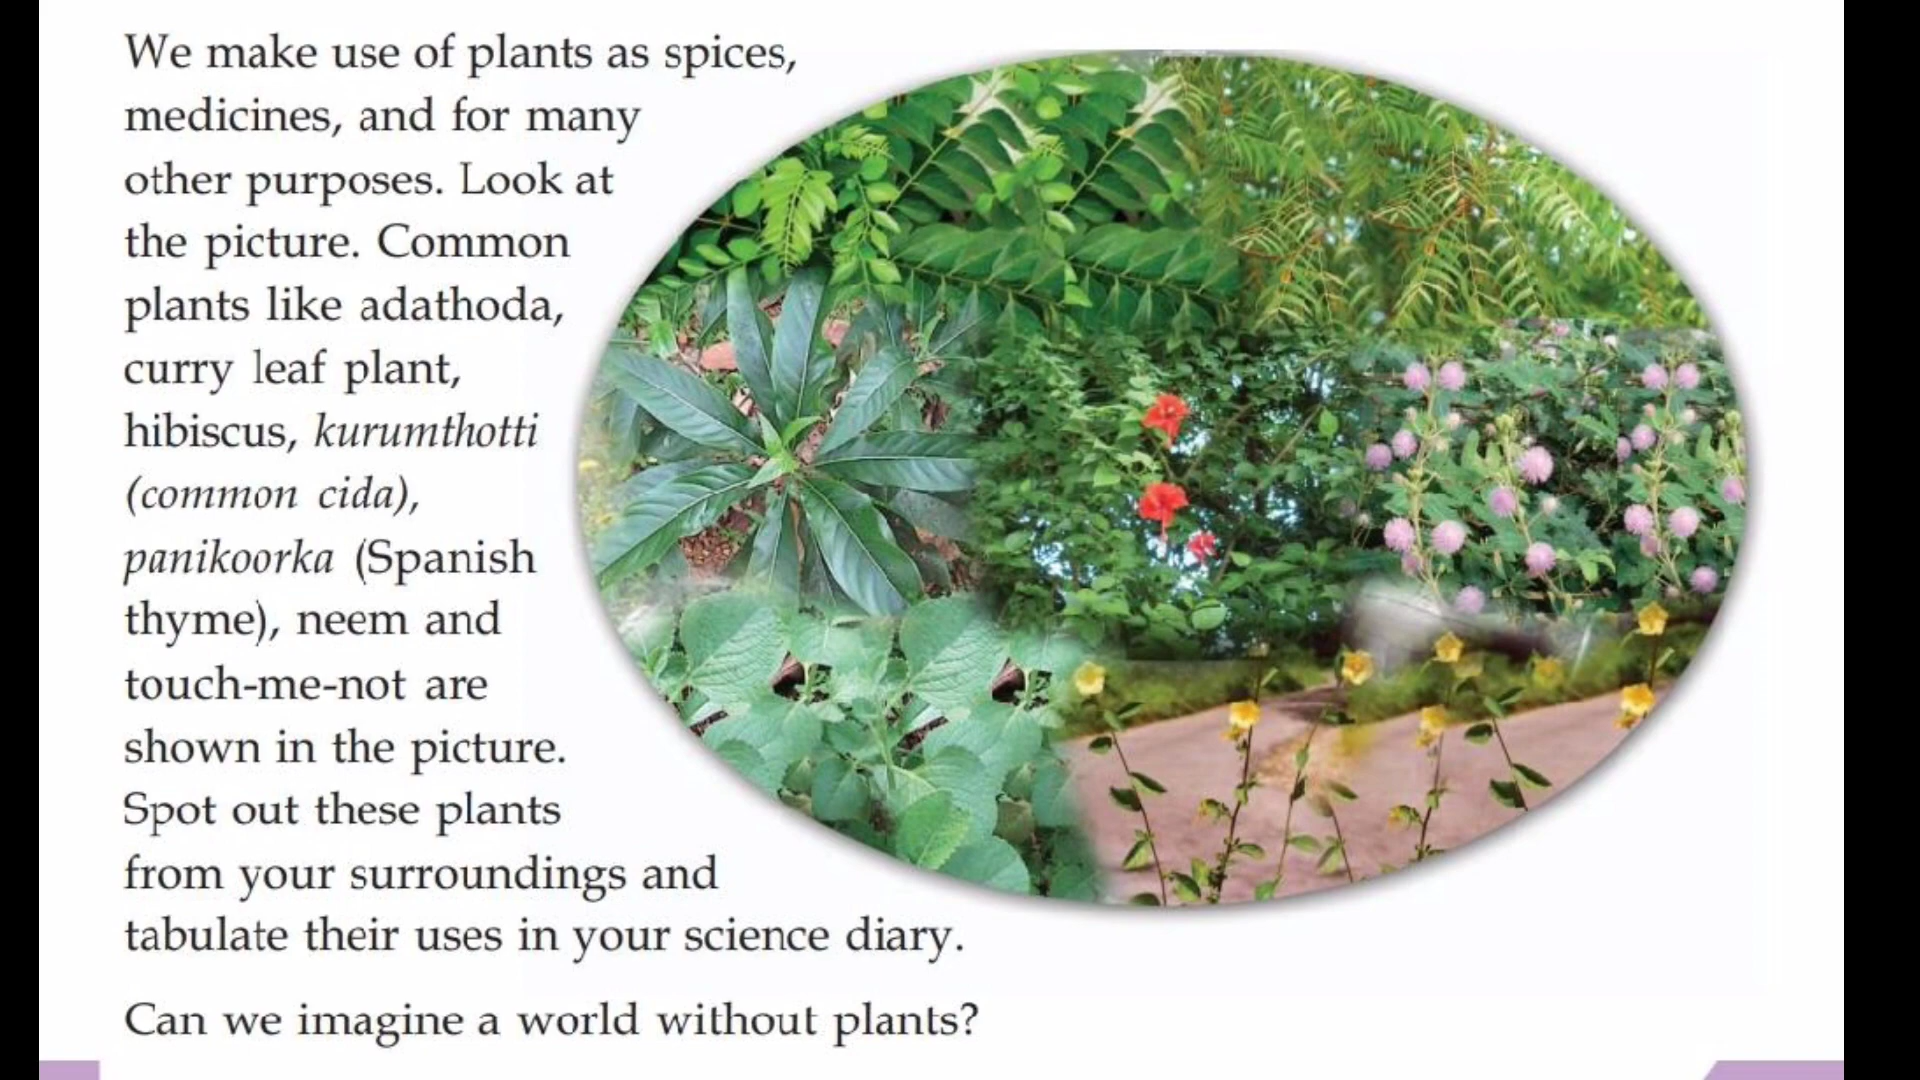 We make use of plants as spices,
medicines, and for many
other purposes. Look at
the picture. Common
plants like adathoda,
curry leaf plant,
hibiscus, kurumthotti
(common cida),
panikoorka (Spanish
thyme), neem and
touch-me-not are
shown in the picture.
Spot out these plants
from your surroundings and
tabulate their uses in your science diary.
Can we imagine a world without plants?